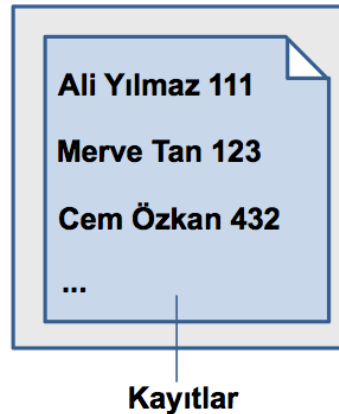 Ali Yılmaz 111
Merve Tan 123
Cem Özkan 432
...
Kayıtlar